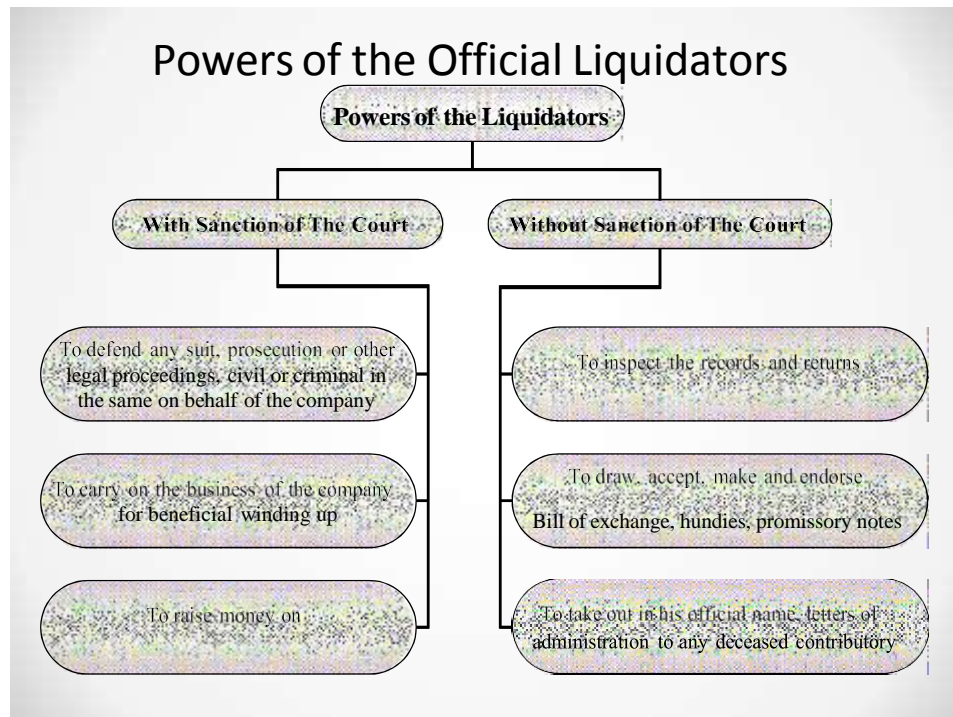 Powers of the Official Liquidators
Powers of the Liquidators
With Sanction of The Court
Without Sanction of The Court
To defend any suit, prosecution or other
legal proceedings, civil or criminal in
the same on behalf of the company
To carry on the business of the company
for beneficial winding up
To raise money on
To inspect the records and returns
To draw, accept, make and endorse
Bill of exchange, hundies, promissory notes
To take out in his official name, letters of
administration to any deceased contributory